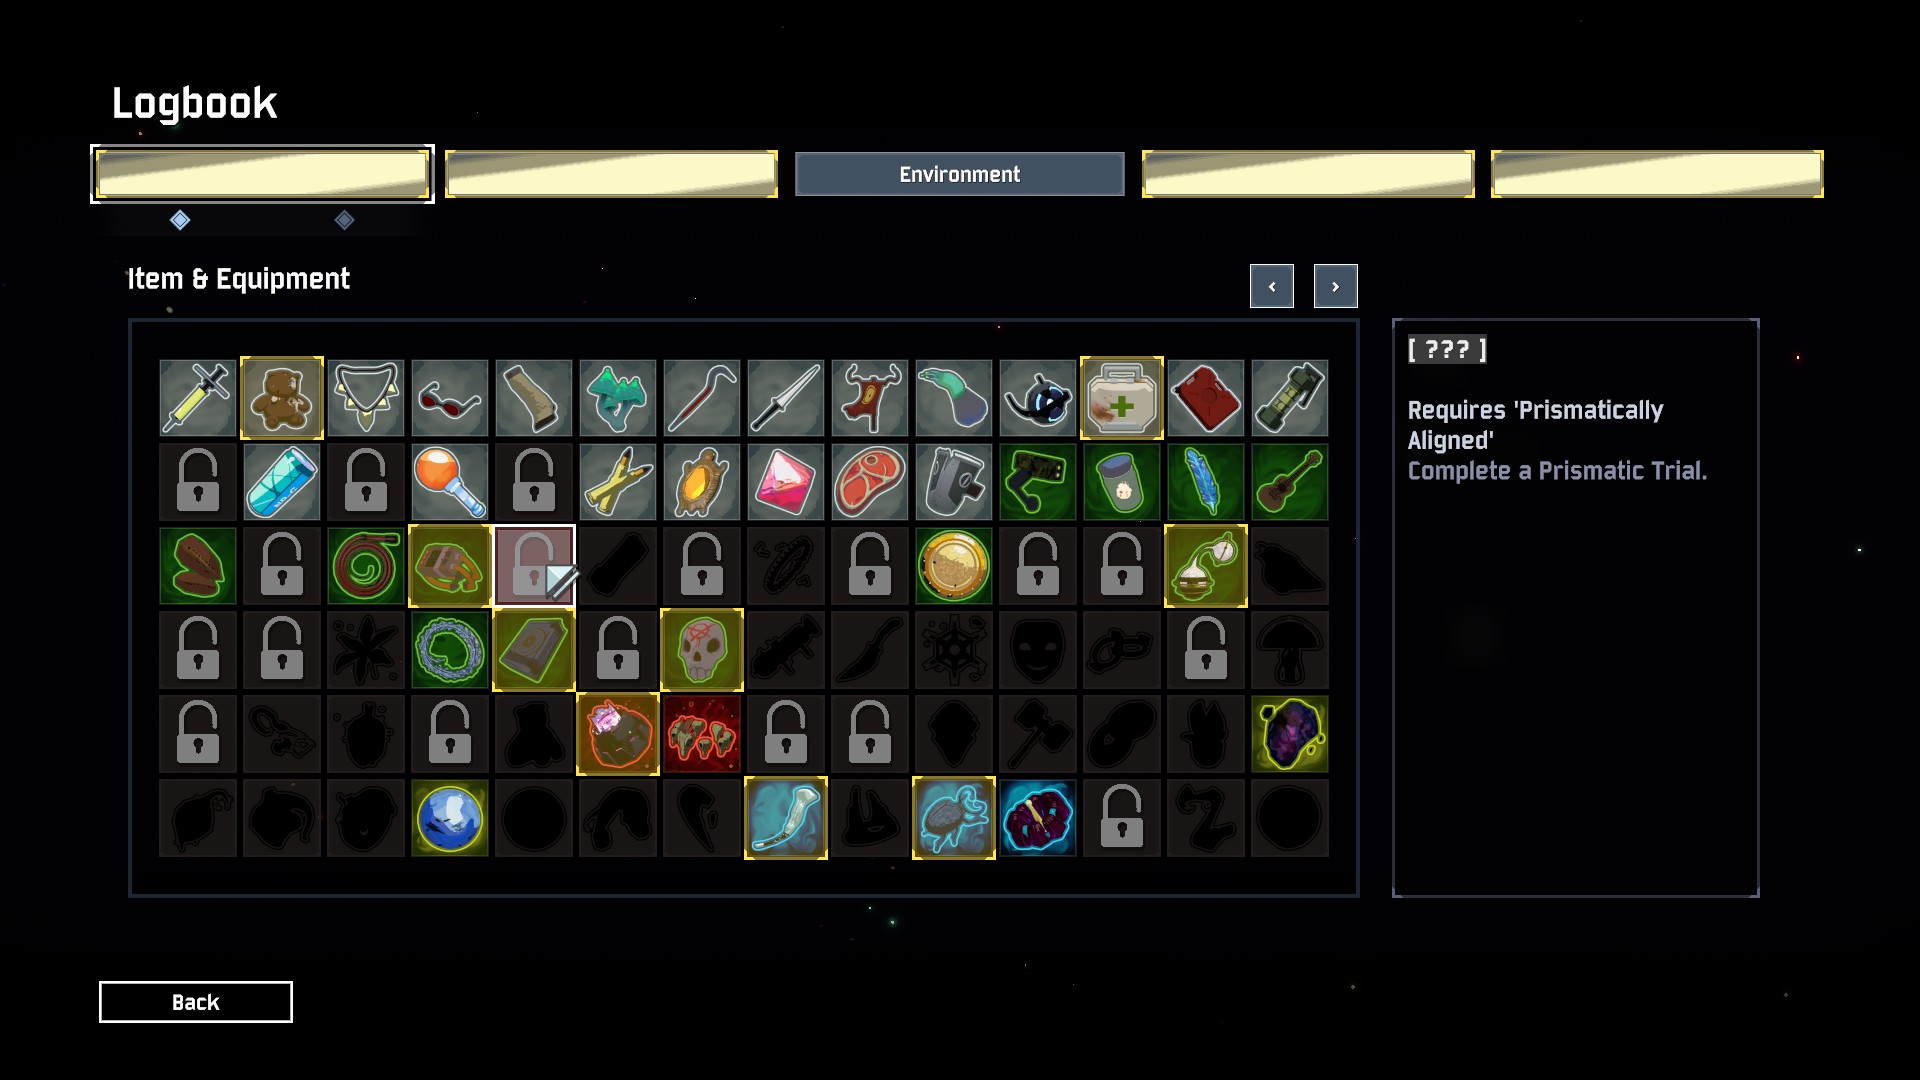 Logbook
Environment
Item & Equipment
‹ ›
[ ??? ]
Requires 'Prismatically
Aligned'
Complete a Prismatic Trial.
Back